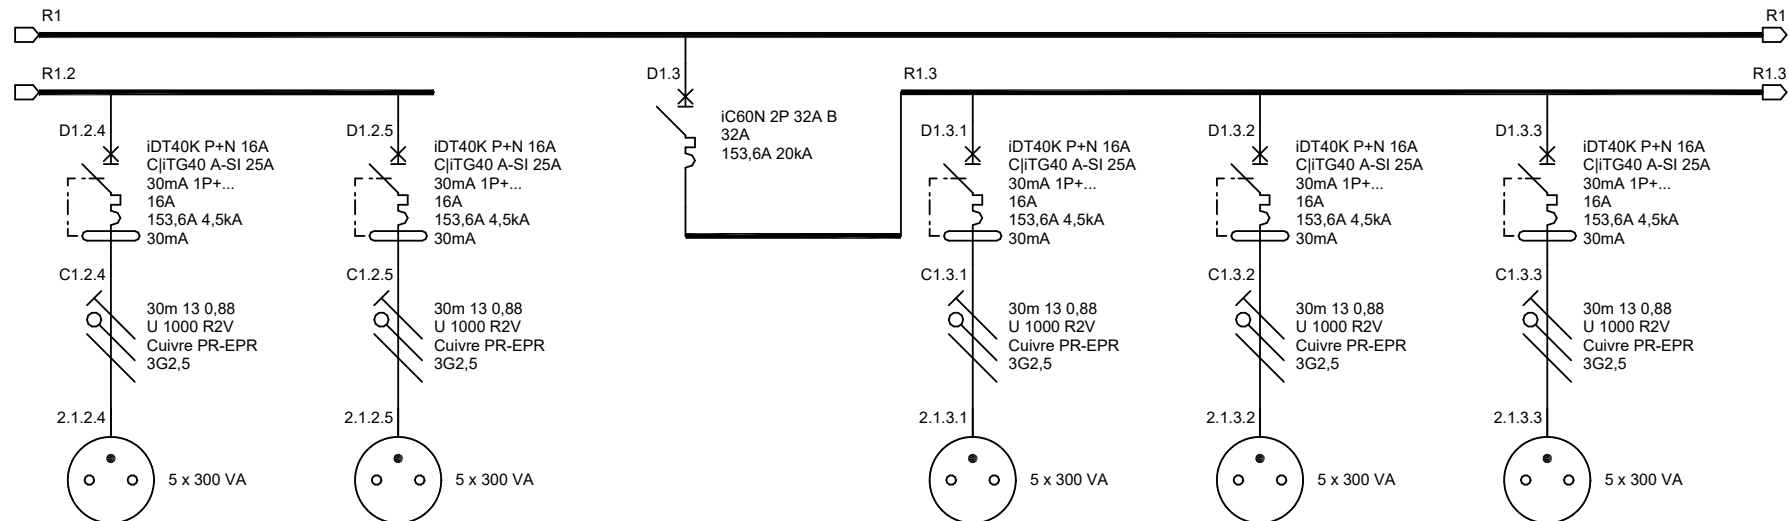 R1
R1
R1.2
D1.3
R1.3
R1.3
iC60N 2P 32A B
32A
153,6A 20kA
D1.2.4
iDT40K P+N 16A
C|iTG40 A-SI 25A
30mA 1P+...
16A
153,6A 4,5kA
30mA
C1.2.4
30m 13 0,88
U 1000 R2V
Cuivre PR-EPR
3G2,5
2.1.2.4
5 x 300 VA
D1.2.5
iDT40K P+N 16A
C|iTG40 A-SI 25A
30mA 1P+...
16A
153,6A 4,5kA
30mA
C1.2.5
30m 13 0,88
U 1000 R2V
Cuivre PR-EPR
3G2,5
2.1.2.5
5 x 300 VA
D1.3.1
iDT40K P+N 16A
C|iTG40 A-SI 25A
30mA 1P+...
16A
153,6A 4,5kA
30mA
C1.3.1
30m 13 0,88
U 1000 R2V
Cuivre PR-EPR
3G2,5
2.1.3.1
5 x 300 VA
D1.3.2
iDT40K P+N 16A
C|iTG40 A-SI 25A
30mA 1P+...
16A
153,6A 4,5kA
30mA
C1.3.2
30m 13 0,88
U 1000 R2V
Cuivre PR-EPR
3G2,5
2.1.3.2
5 x 300 VA
D1.3.3
iDT40K P+N 16A
C|iTG40 A-SI 25A
30mA 1P+...
16A
153,6A 4,5kA
30mA
C1.3.3
30m 13 0,88
U 1000 R2V
Cuivre PR-EPR
3G2,5
2.1.3.3
5 x 300 VA